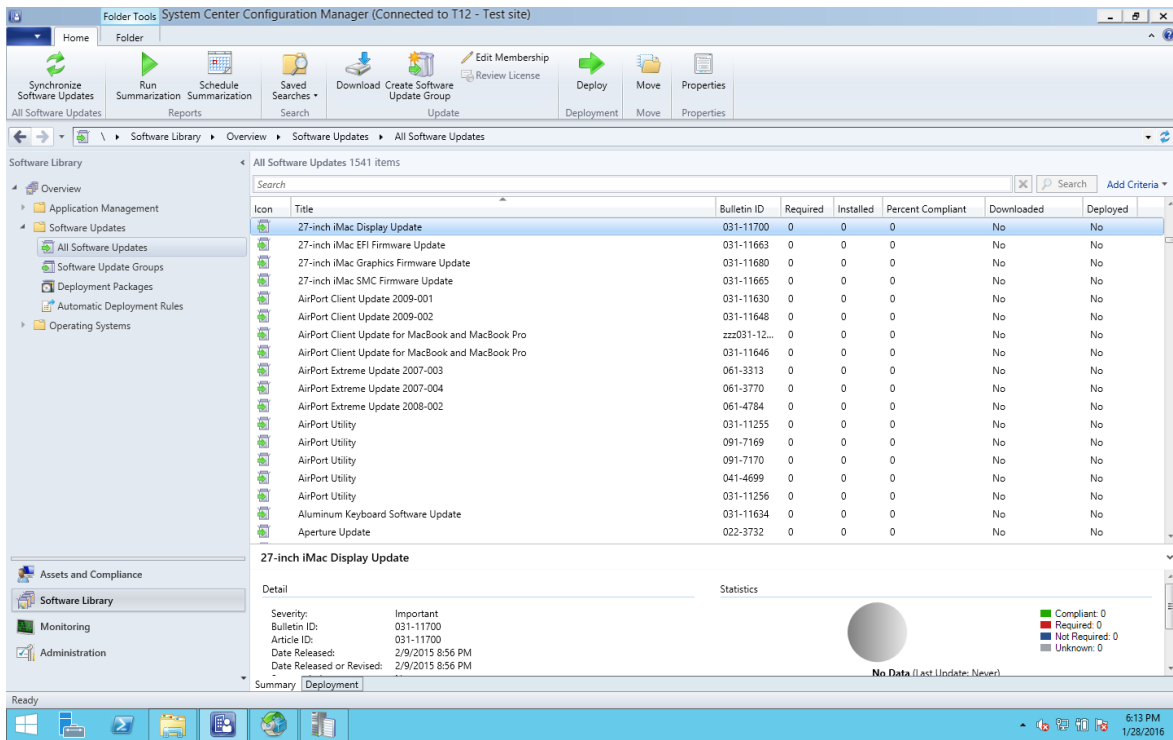 Folder Tools System Center Configuration Manager (Connected to T12 - Test site)
Home Folder
Synchronize Software Updates
Run Summarization
Schedule Summarization
Saved Searches
Download
Create Software Update Group
Edit Membership
Review License
Deploy
Move
Properties
All Software Updates Reports Search Update Deployment Move Properties
\ Software Library Overview Software Updates All Software Updates
Software Library
Overview
Application Management
Software Updates
All Software Updates
Software Update Groups
Deployment Packages
Automatic Deployment Rules
Operating Systems
Assets and Compliance
Software Library
Monitoring
Administration
All Software Updates 1541 items
Search Search Add Criteria
Icon Title Bulletin ID Required Installed Percent Compliant Downloaded Deployed
27-inch iMac Display Update 031-11700 0 0 0 No No
27-inch iMac EFI Firmware Update 031-11663 0 0 0 No No
27-inch iMac Graphics Firmware Update 031-11680 0 0 0 No No
27-inch iMac SMC Firmware Update 031-11665 0 0 0 No No
AirPort Client Update 2009-001 031-11630 0 0 0 No No
AirPort Client Update 2009-002 031-11648 0 0 0 No No
AirPort Client Update for MacBook and MacBook Pro zzz031-12... 0 0 0 No No
AirPort Client Update for MacBook and MacBook Pro 031-11646 0 0 0 No No
AirPort Extreme Update 2007-003 061-3313 0 0 0 No No
AirPort Extreme Update 2007-004 061-3770 0 0 0 No No
AirPort Extreme Update 2008-002 061-4784 0 0 0 No No
AirPort Utility 031-11255 0 0 0 No No
AirPort Utility 091-7169 0 0 0 No No
AirPort Utility 091-7170 0 0 0 No No
AirPort Utility 041-4699 0 0 0 No No
AirPort Utility 031-11256 0 0 0 No No
Aluminum Keyboard Software Update 031-11634 0 0 0 No No
Aperture Update 022-3732 0 0 0 No No
27-inch iMac Display Update
Detail
Severity: Important
Bulletin ID: 031-11700
Article ID: 031-11700
Date Released: 2/9/2015 8:56 PM
Date Released or Revised: 2/9/2015 8:56 PM
Statistics
Compliant: 0
Required: 0
Not Required: 0
Unknown: 0
No Data (Last Update: Never)
Summary Deployment
Ready
6:13 PM
1/28/2016